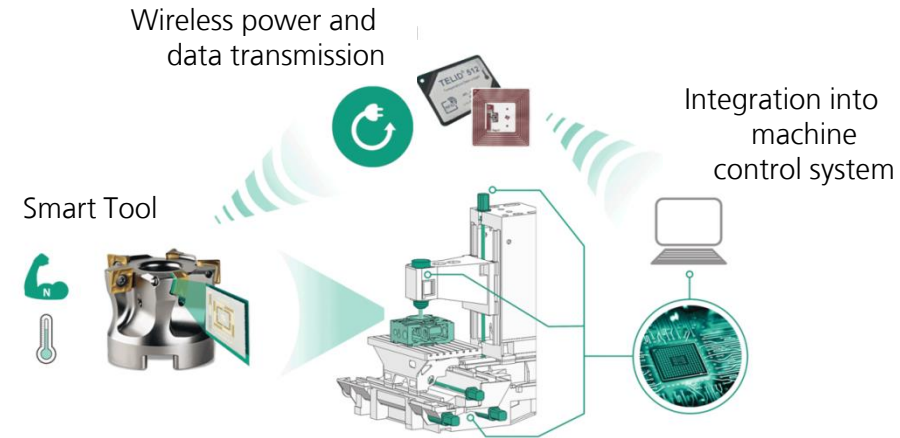 Wireless power and
data transmission
TELID® 512
Integration into
machine
control system
Smart Tool
N